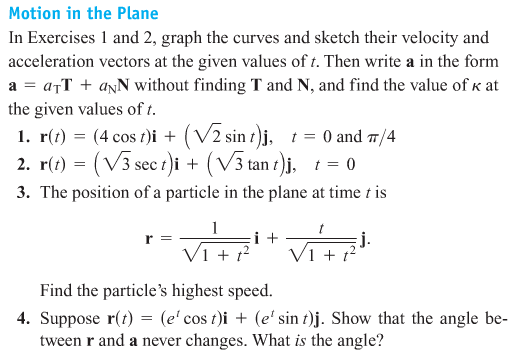 Motion in the Plane
In Exercises 1 and 2, graph the curves and sketch their velocity and
acceleration vectors at the given values of t. Then write a in the form
a = a_T T + a_N N without finding T and N, and find the value of κ at
the given values of t.
1. r(t) = (4 cos t)i + (√2 sin t)j, t = 0 and π/4
2. r(t) = (√3 sec t)i + (√3 tan t)j, t = 0
3. The position of a particle in the plane at time t is
r = 1/√(1 + t²) i + t/√(1 + t²) j.
Find the particle's highest speed.
4. Suppose r(t) = (eᵗ cos t)i + (eᵗ sin t)j. Show that the angle be-
tween r and a never changes. What is the angle?